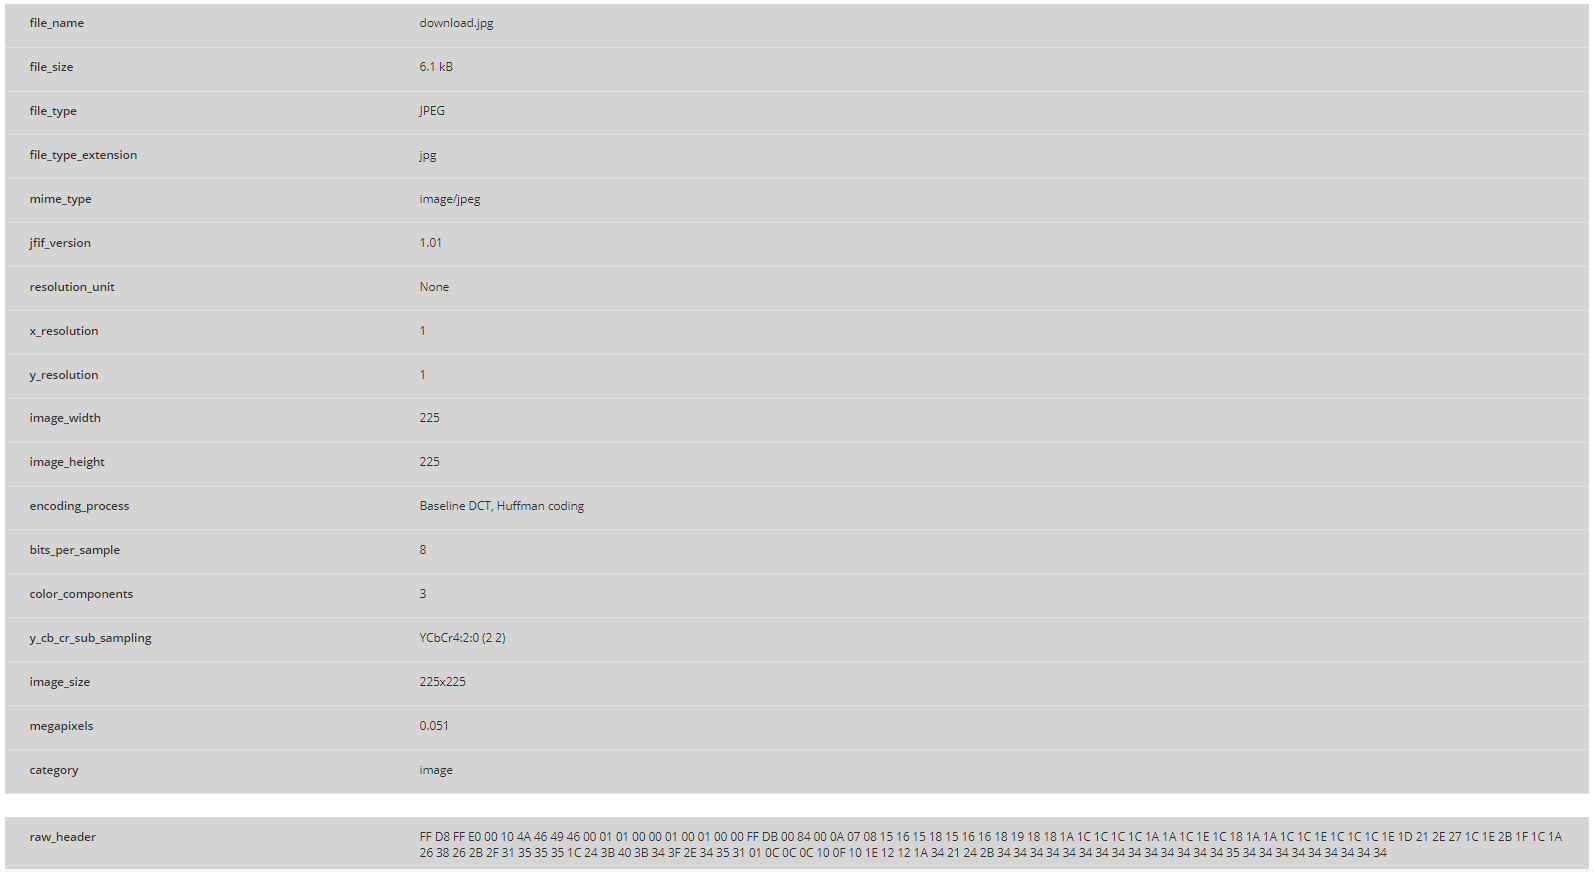 file_name download.jpg
file_size 6.1 kB
file_type JPEG
file_type_extension jpg
mime_type image/jpeg
jfif_version 1.01
resolution_unit None
x_resolution 1
y_resolution 1
image_width 225
image_height 225
encoding_process Baseline DCT, Huffman coding
bits_per_sample 8
color_components 3
y_cb_cr_sub_sampling YCbCr4:2:0 (2 2)
image_size 225x225
megapixels 0.051
category image
raw_header FF D8 FF E0 00 10 4A 46 49 46 00 01 01 00 00 01 00 01 00 00 FF DB 00 84 00 0A 07 08 15 16 15 18 15 16 16 18 19 18 18 1A 1C 1C 1C 1C 1A 1A 1C 1E 1C 18 1A 1A 1C 1C 1E 1C 1C 1C 1E 1D 21 2E 27 1C 1E 2B 1F 1C 1A
26 38 26 2B 2F 31 35 35 35 1C 24 3B 40 3B 34 3F 2E 34 35 31 01 0C 0C 0C 10 0F 10 1E 12 12 1A 34 21 24 2B 34 34 34 34 34 34 34 34 34 34 34 34 34 34 35 34 34 34 34 34 34 34 34 34